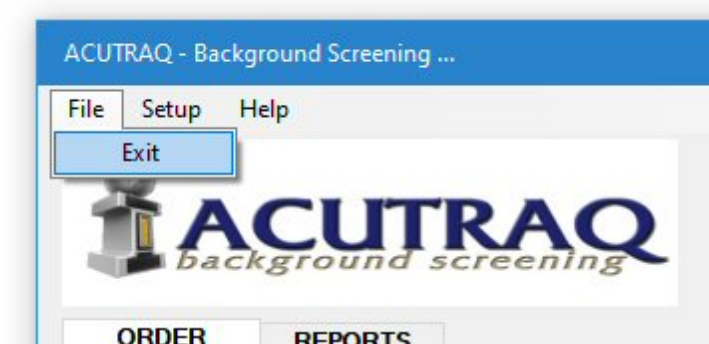 ACUTRAQ - Background Screening ...
File Setup Help
Exit
ACUTRAQ
background screening
ORDER REPORTS